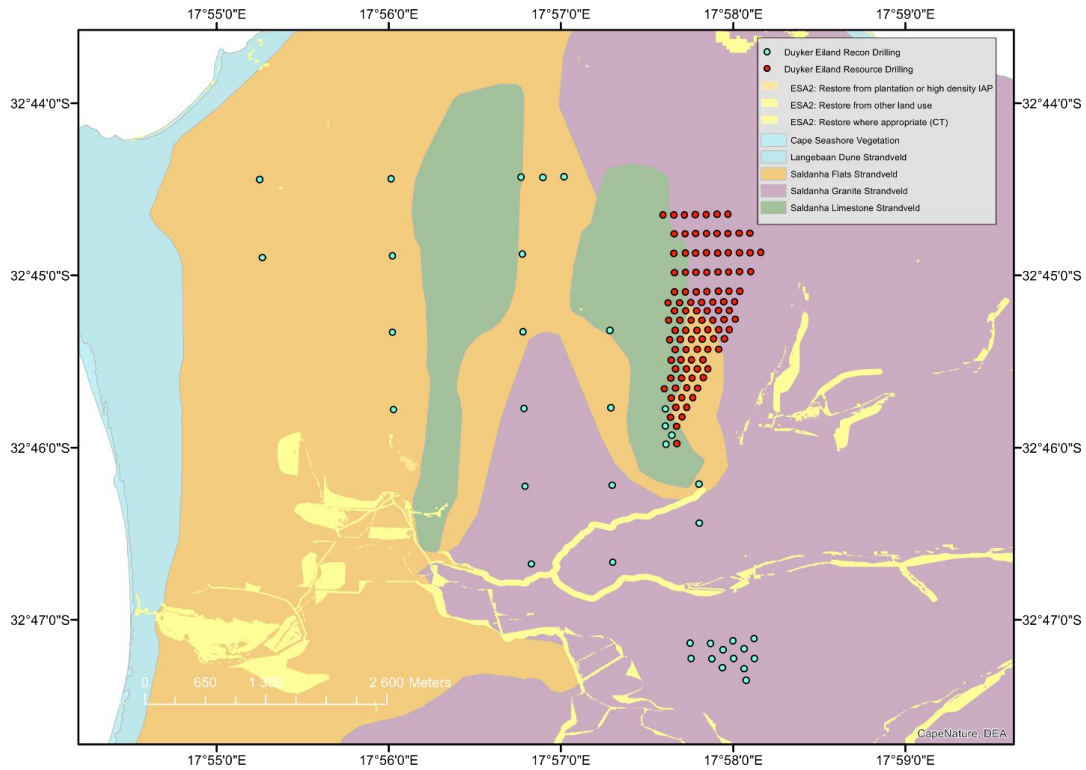 17°55'0"E 17°56'0"E 17°57'0"E 17°58'0"E 17°59'0"E
Duyker Eiland Recon Drilling
Duyker Eiland Resource Drilling
ESA2: Restore from plantation or high density IAP
ESA2: Restore from other land use
ESA2: Restore where appropriate (CT)
Cape Seashore Vegetation
Langebaan Dune Strandveld
Saldanha Flats Strandveld
Saldanha Granite Strandveld
Saldanha Limestone Strandveld
32°44'0"S 32°44'0"S
32°45'0"S 32°45'0"S
32°46'0"S 32°46'0"S
32°47'0"S 32°47'0"S
0 650 1 300 2 600 Meters
CapeNature, DEA
17°55'0"E 17°56'0"E 17°57'0"E 17°58'0"E 17°59'0"E